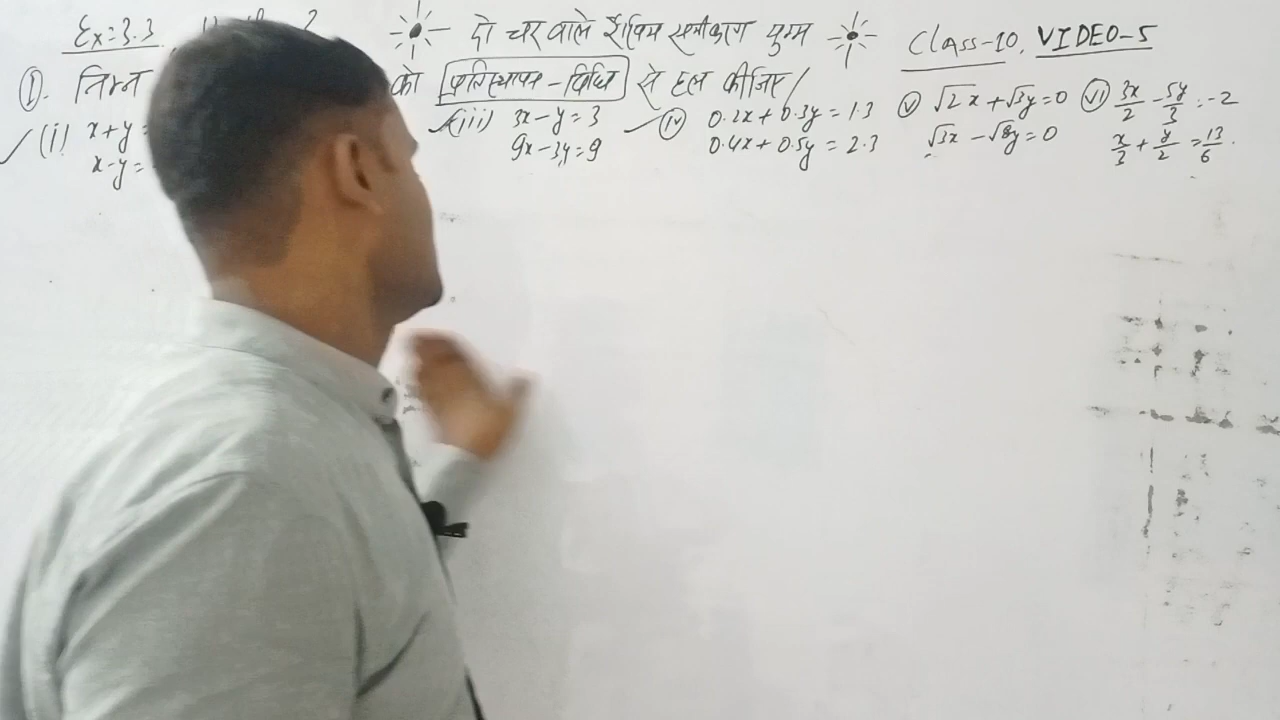 Ex=3.3 दो चर वाले रैखिक समीकरण युग्म Class-10, VIDEO-5
①. निम्न को प्रतिस्थापन-विधि से हल कीजिए/
(i) x+y = (iii) 3x-y=3 (iv) 0.2x+0.3y=1.3 (v) √2x+√3y=0 (vi) 3x/2 - 5y/3 = -2
x-y= 9x-3y=9 0.4x+0.5y=2.3 √3x-√8y=0 x/3+y/2=13/6.